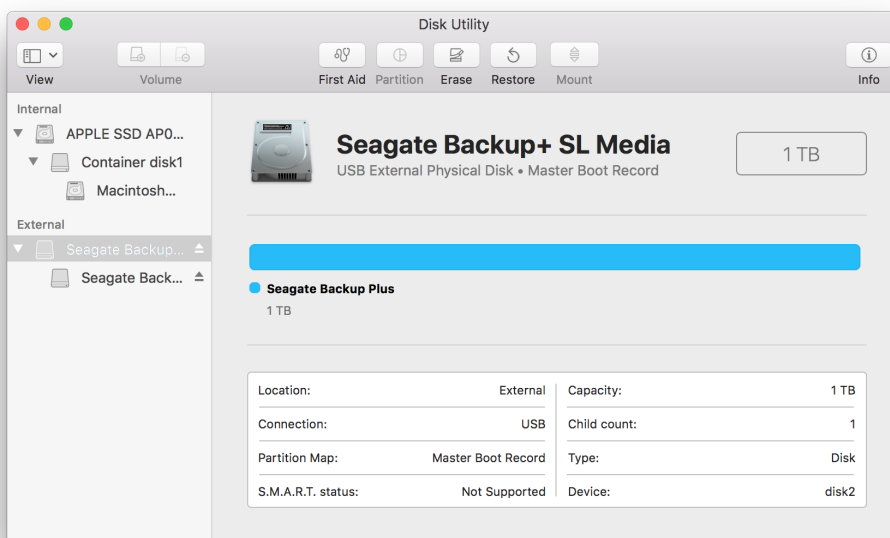 Disk Utility
View
Volume
First Aid
Partition
Erase
Restore
Mount
Info
Internal
APPLE SSD AP0...
Container disk1
Macintosh...
External
Seagate Backup...
Seagate Back...
Seagate Backup+ SL Media
USB External Physical Disk • Master Boot Record
1 TB
Seagate Backup Plus
1 TB
Location: External
Connection: USB
Partition Map: Master Boot Record
S.M.A.R.T. status: Not Supported
Capacity: 1 TB
Child count: 1
Type: Disk
Device: disk2